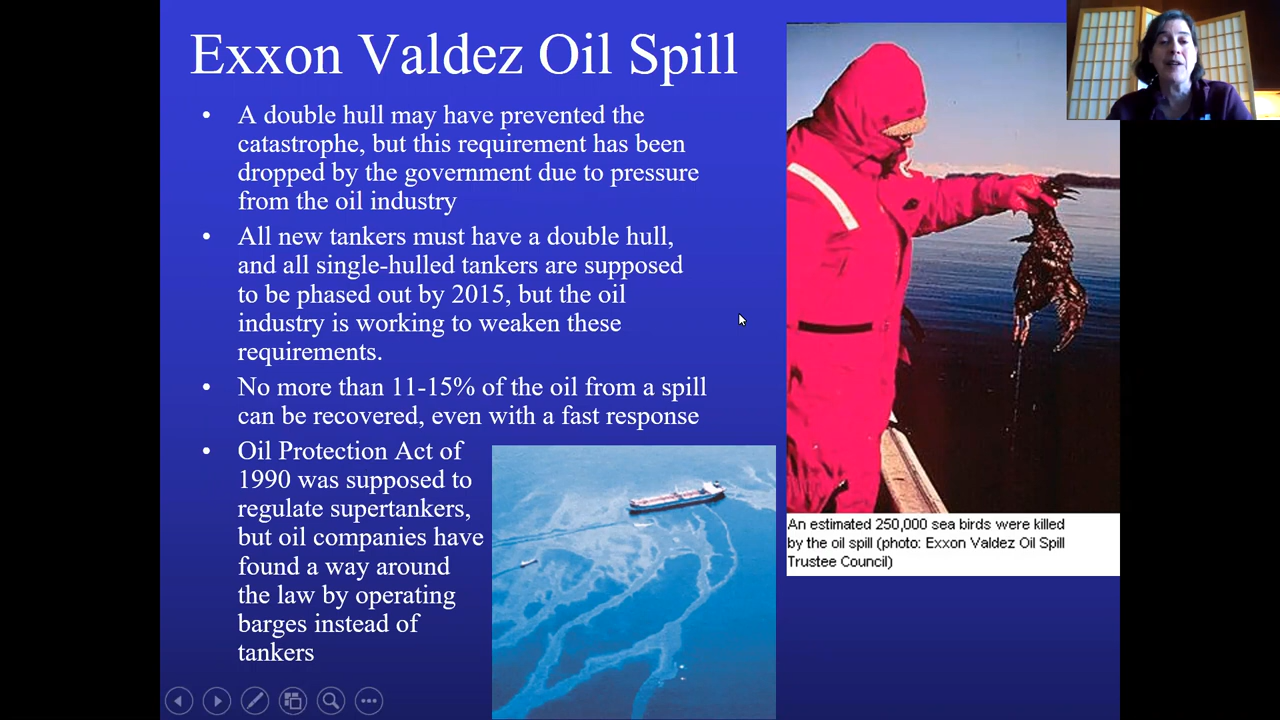 Exxon Valdez Oil Spill
• A double hull may have prevented the
catastrophe, but this requirement has been
dropped by the government due to pressure
from the oil industry
• All new tankers must have a double hull,
and all single-hulled tankers are supposed
to be phased out by 2015, but the oil
industry is working to weaken these
requirements.
• No more than 11-15% of the oil from a spill
can be recovered, even with a fast response
• Oil Protection Act of
1990 was supposed to
regulate supertankers,
but oil companies have
found a way around
the law by operating
barges instead of
tankers
An estimated 250,000 sea birds were killed
by the oil spill (photo: Exxon Valdez Oil Spill
Trustee Council)